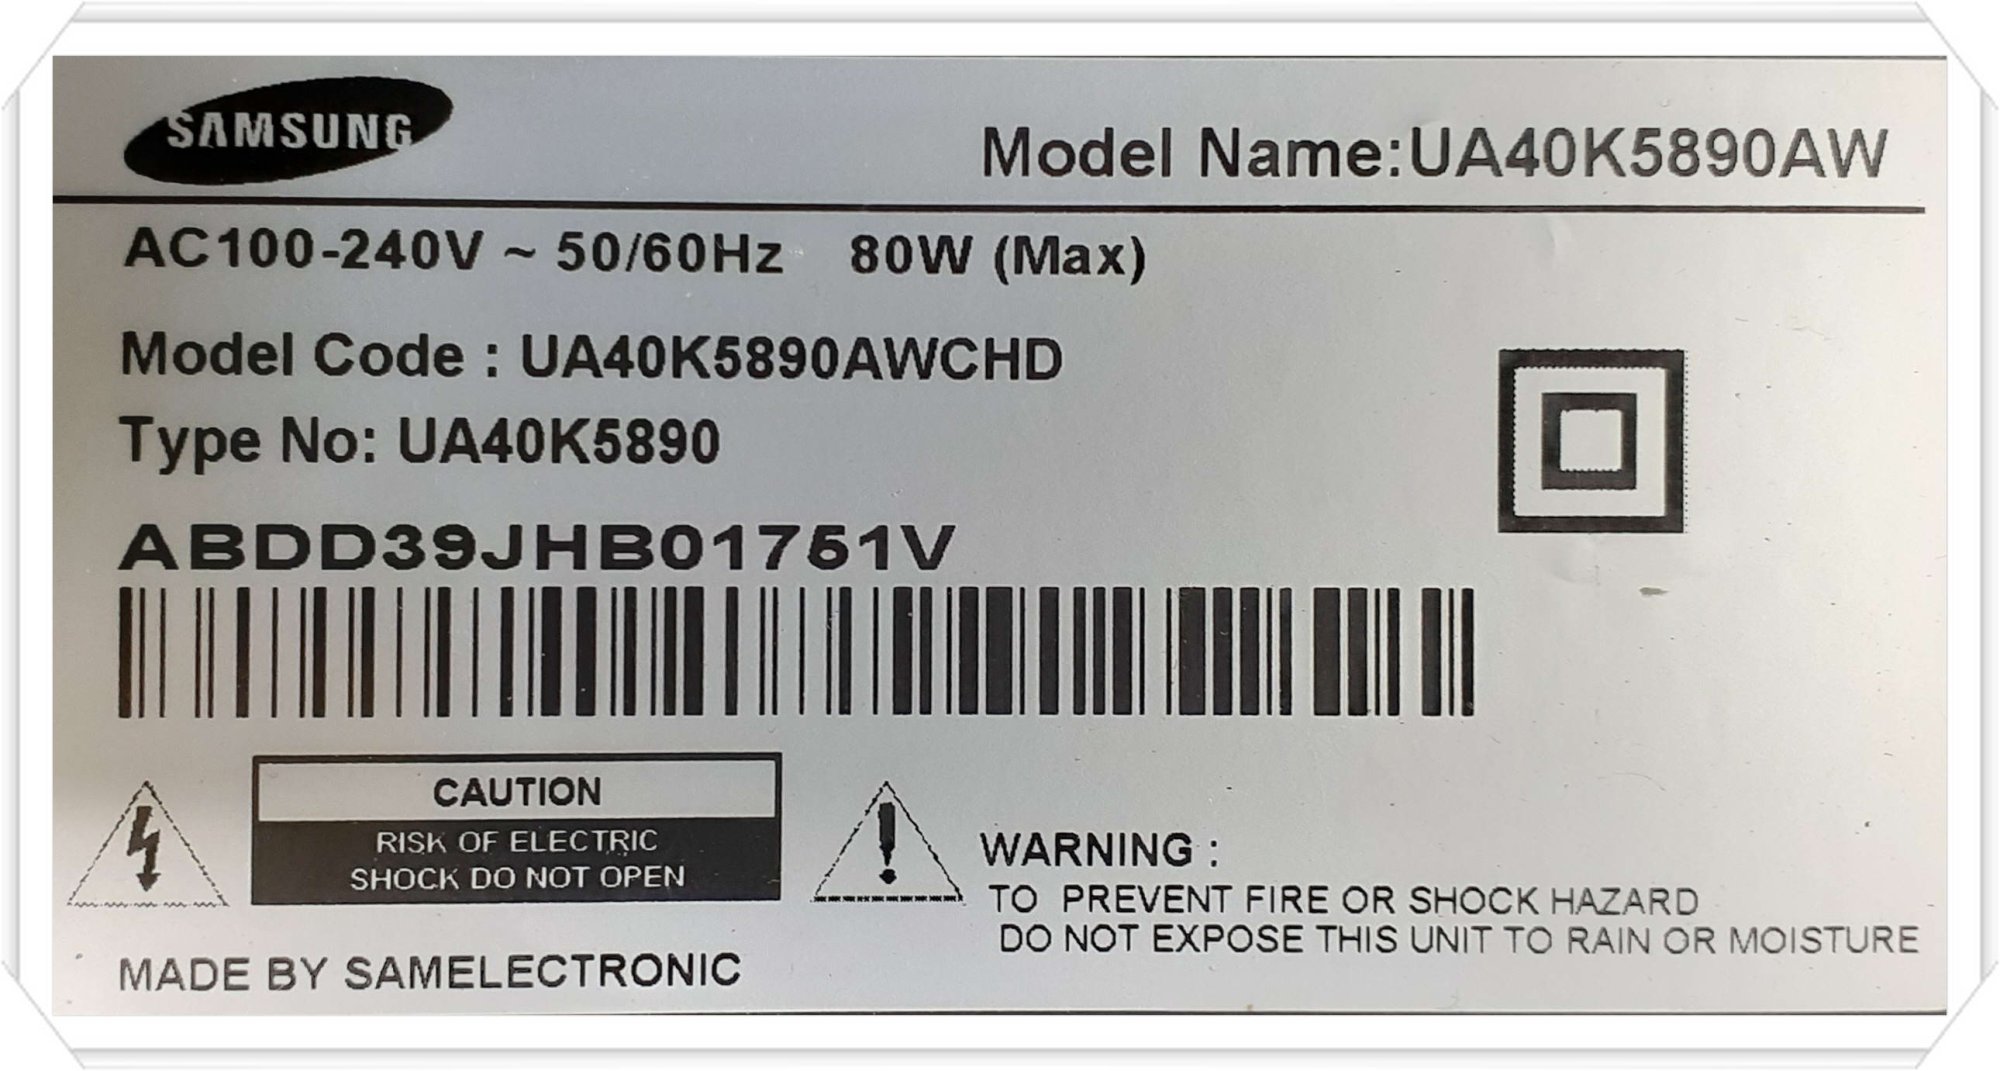 SAMSUNG
Model Name:UA40K5890AW
AC100-240V ~ 50/60Hz 80W (Max)
Model Code : UA40K5890AWCHD
Type No: UA40K5890
ABDD39JHB01751V
CAUTION
RISK OF ELECTRIC
SHOCK DO NOT OPEN
WARNING :
TO PREVENT FIRE OR SHOCK HAZARD
DO NOT EXPOSE THIS UNIT TO RAIN OR MOISTURE
MADE BY SAMELECTRONIC